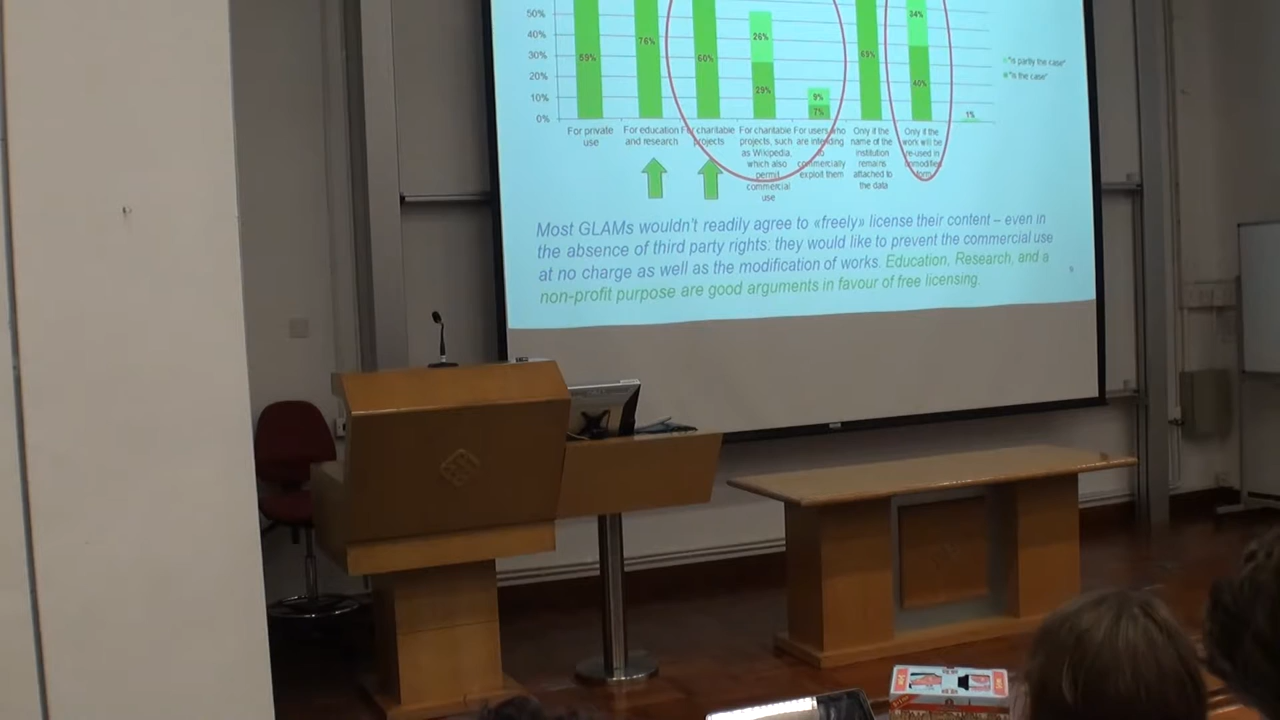 50%
40%
30%
20%
10%
0%
59%
76%
60%
26%
29%
9%
7%
69%
34%
40%
1%
"is partly the case"
"is the case"
For private
use
For education
and research
For charitable
projects
For charitable
projects, such
as Wikipedia,
which also
permit
commercial
use
For users who
are intending
to
commercially
exploit them
Only if the
name of the
institution
remains
attached to
the data
Only if the
work will be
re-used in
unmodified
form
Most GLAMs wouldn't readily agree to «freely» license their content – even in
the absence of third party rights: they would like to prevent the commercial use
at no charge as well as the modification of works. Education, Research, and a
non-profit purpose are good arguments in favour of free licensing.